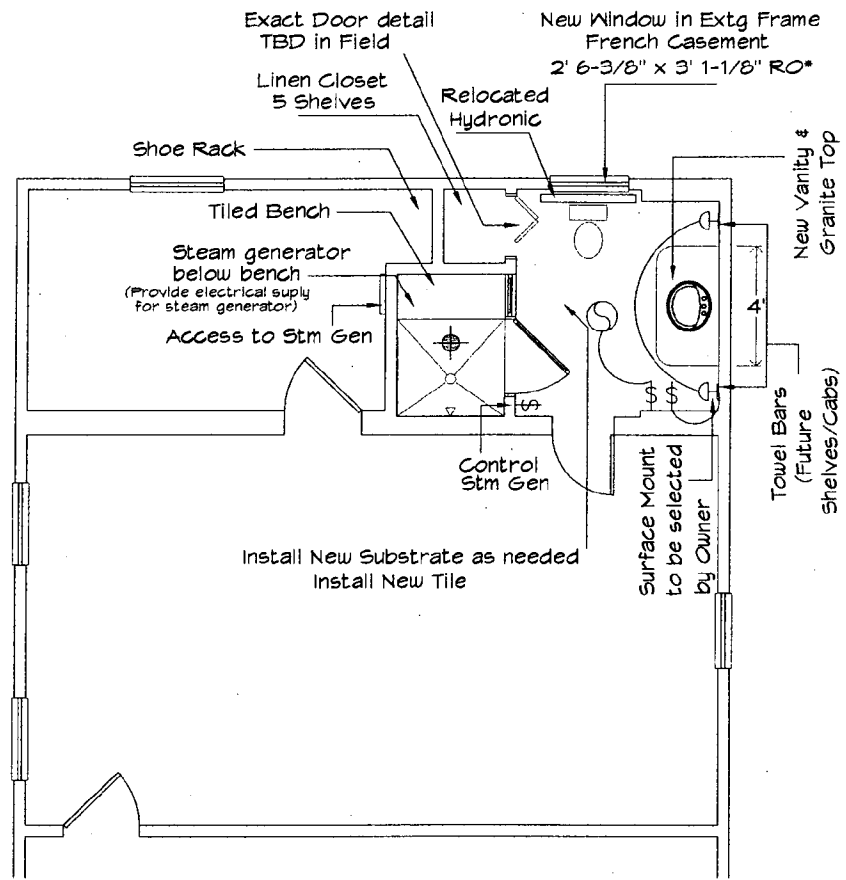 Exact Door detail
TBD in Field
New Window in Extg Frame
French Casement
2' 6-3/8" x 3' 1-1/8" RO*
Linen Closet
5 Shelves
Relocated
Hydronic
Shoe Rack
New Vanity &
Granite Top
Tiled Bench
Steam generator
below bench
(Provide electrical suply
for steam generator)
Access to Stm Gen
4'
$
$ $
Control
Stm Gen
Towel Bars
(Future
Shelves/Cabs)
Surface Mount
to be selected
by Owner
Install New Substrate as needed
Install New Tile